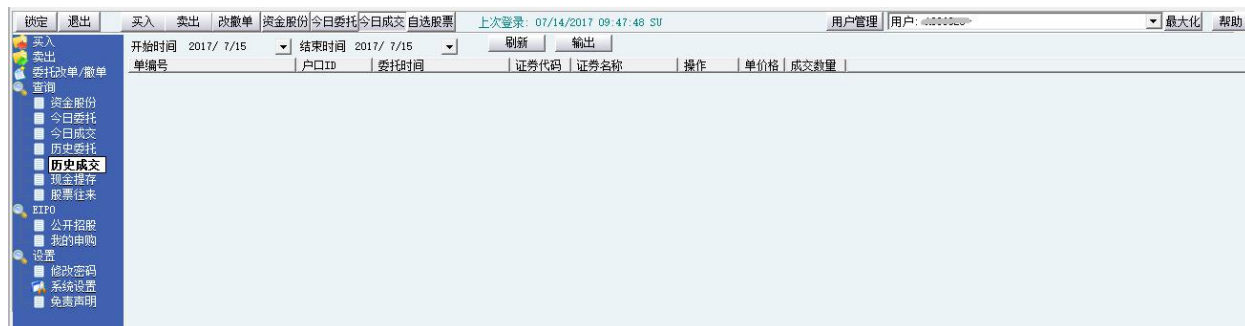 锁定 退出 买入 卖出 改撤单 资金股份 今日委托 今日成交 自选股票 上次登录: 07/14/2017 09:47:48 SU 用户管理 用户: 最大化 帮助
买入
卖出
委托改单/撤单
查询
资金股份
今日委托
今日成交
历史委托
历史成交
现金提存
股票往来
EIPO
公开招股
我的申购
设置
修改密码
系统设置
免责声明
开始时间 2017/ 7/15 结束时间 2017/ 7/15 刷新 输出
单编号 户口ID 委托时间 证券代码 证券名称 操作 单价格 成交数量